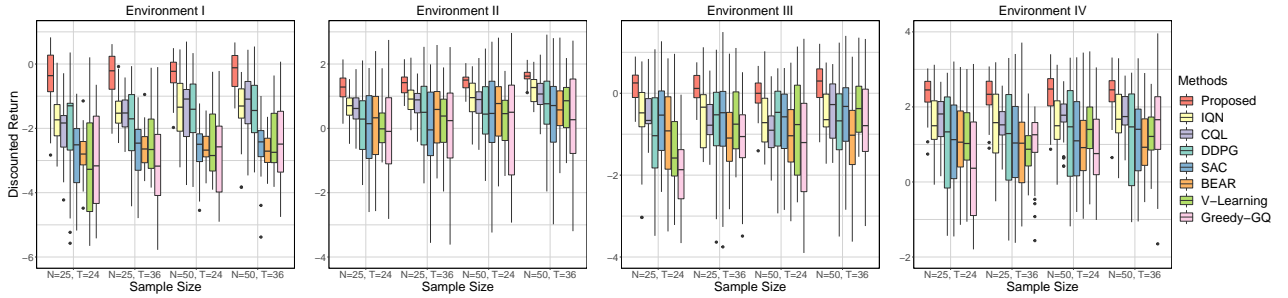 Environment I
Environment II
Environment III
Environment IV
Discounted Return
0
−2
−4
−6
2
0
−2
−4
0
−2
−4
4
2
0
−2
N=25, T=24 N=25, T=36 N=50, T=24 N=50, T=36
N=25, T=24 N=25, T=36 N=50, T=24 N=50, T=36
N=25, T=24 N=25, T=36 N=50, T=24 N=50, T=36
N=25, T=24 N=25, T=36 N=50, T=24 N=50, T=36
Sample Size
Sample Size
Sample Size
Sample Size
Methods
Proposed
IQN
CQL
DDPG
SAC
BEAR
V−Learning
Greedy−GQ